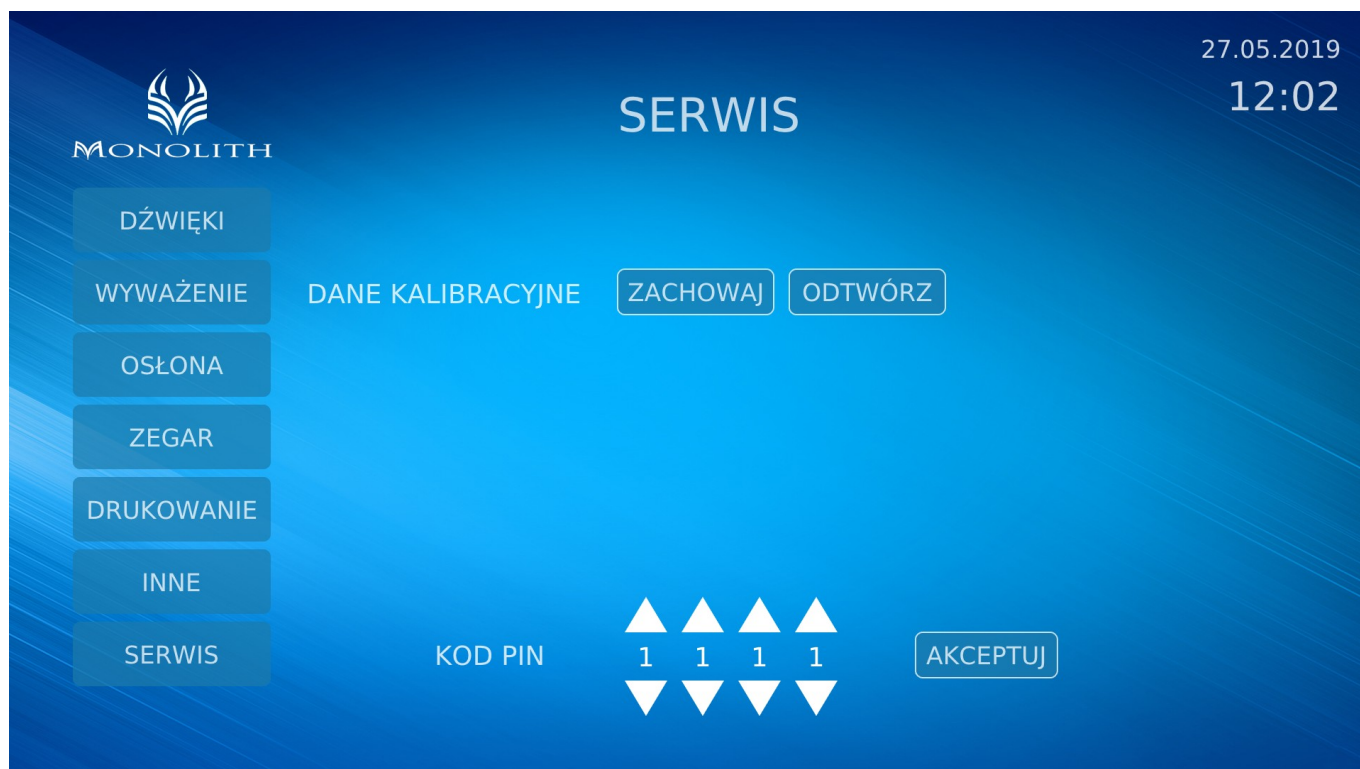 27.05.2019
12:02
SERWIS
MONOLITH
DŹWIĘKI
WYWAŻENIE
DANE KALIBRACYJNE ZACHOWAJ ODTWÓRZ
OSŁONA
ZEGAR
DRUKOWANIE
INNE
SERWIS
KOD PIN 1 1 1 1 AKCEPTUJ